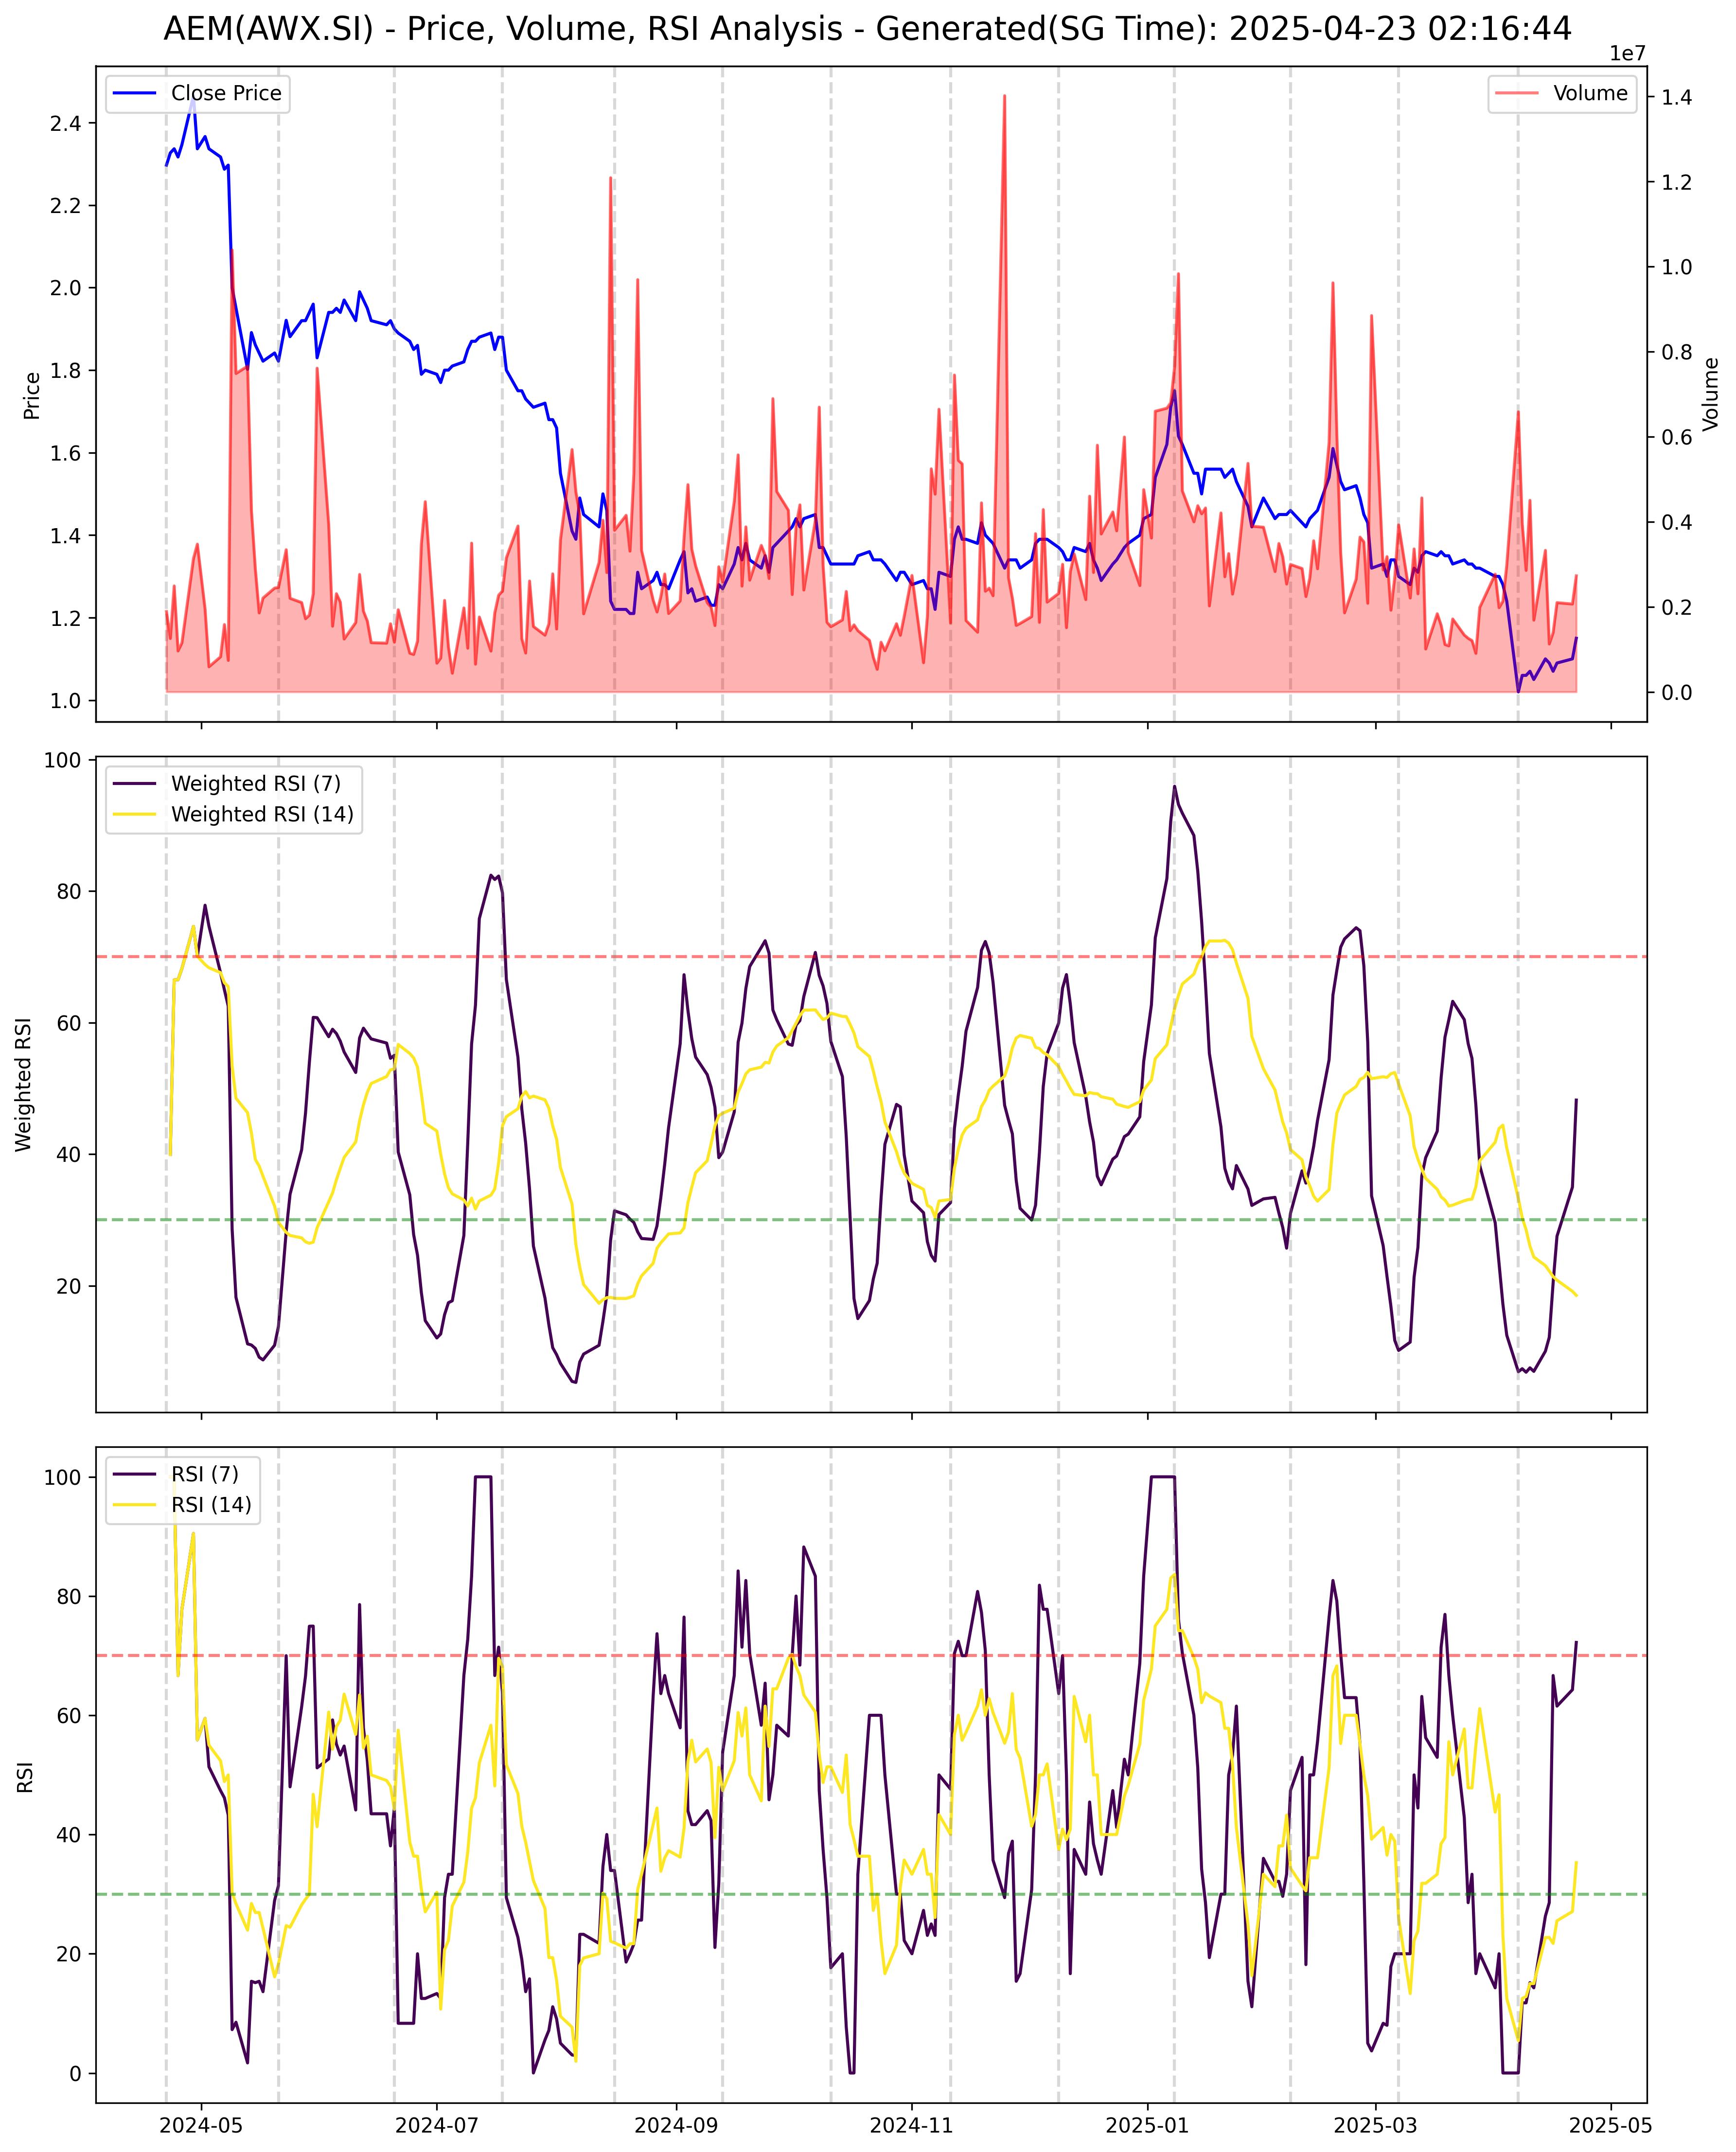 AEM(AWX.SI) - Price, Volume, RSI Analysis - Generated(SG Time): 2025-04-23 02:16:44
1e7
Close Price
Volume
2.4
2.2
2.0
1.8
1.6
1.4
1.2
1.0
Price
1.4
1.2
1.0
0.8
0.6
0.4
0.2
0.0
Volume
Weighted RSI (7)
Weighted RSI (14)
100
80
60
40
20
Weighted RSI
RSI (7)
RSI (14)
100
80
60
40
20
0
RSI
2024-05
2024-07
2024-09
2024-11
2025-01
2025-03
2025-05